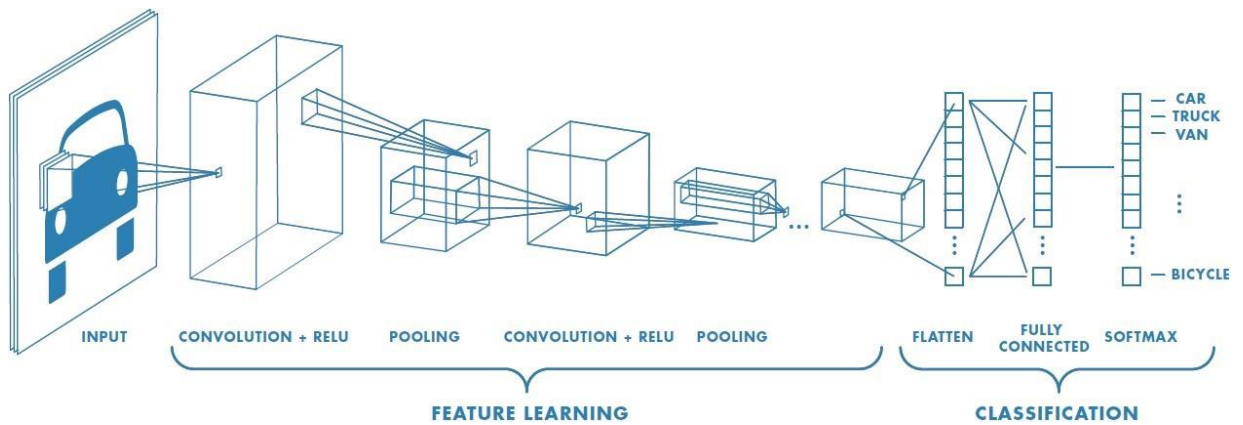 CAR
TRUCK
VAN
BICYCLE
INPUT
CONVOLUTION + RELU
POOLING
CONVOLUTION + RELU
POOLING
FLATTEN
FULLY
CONNECTED
SOFTMAX
FEATURE LEARNING
CLASSIFICATION